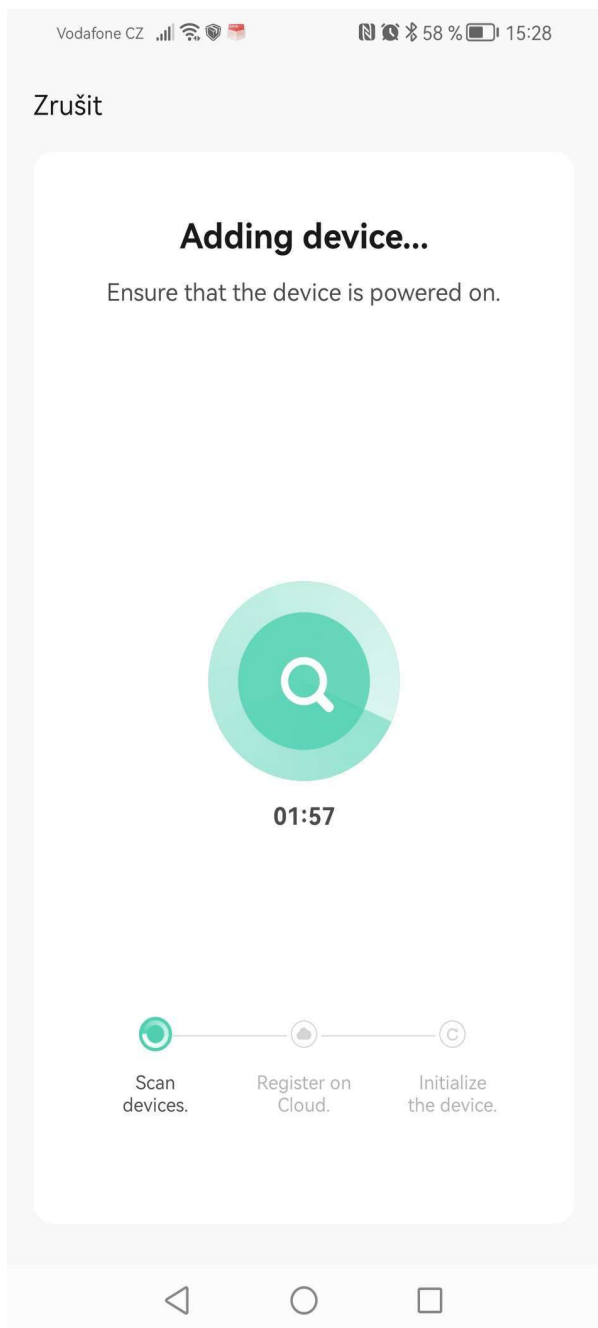 Vodafone CZ 58 % 15:28
Zrušit
Adding device...
Ensure that the device is powered on.
01:57
Scan devices.
Register on Cloud.
Initialize the device.